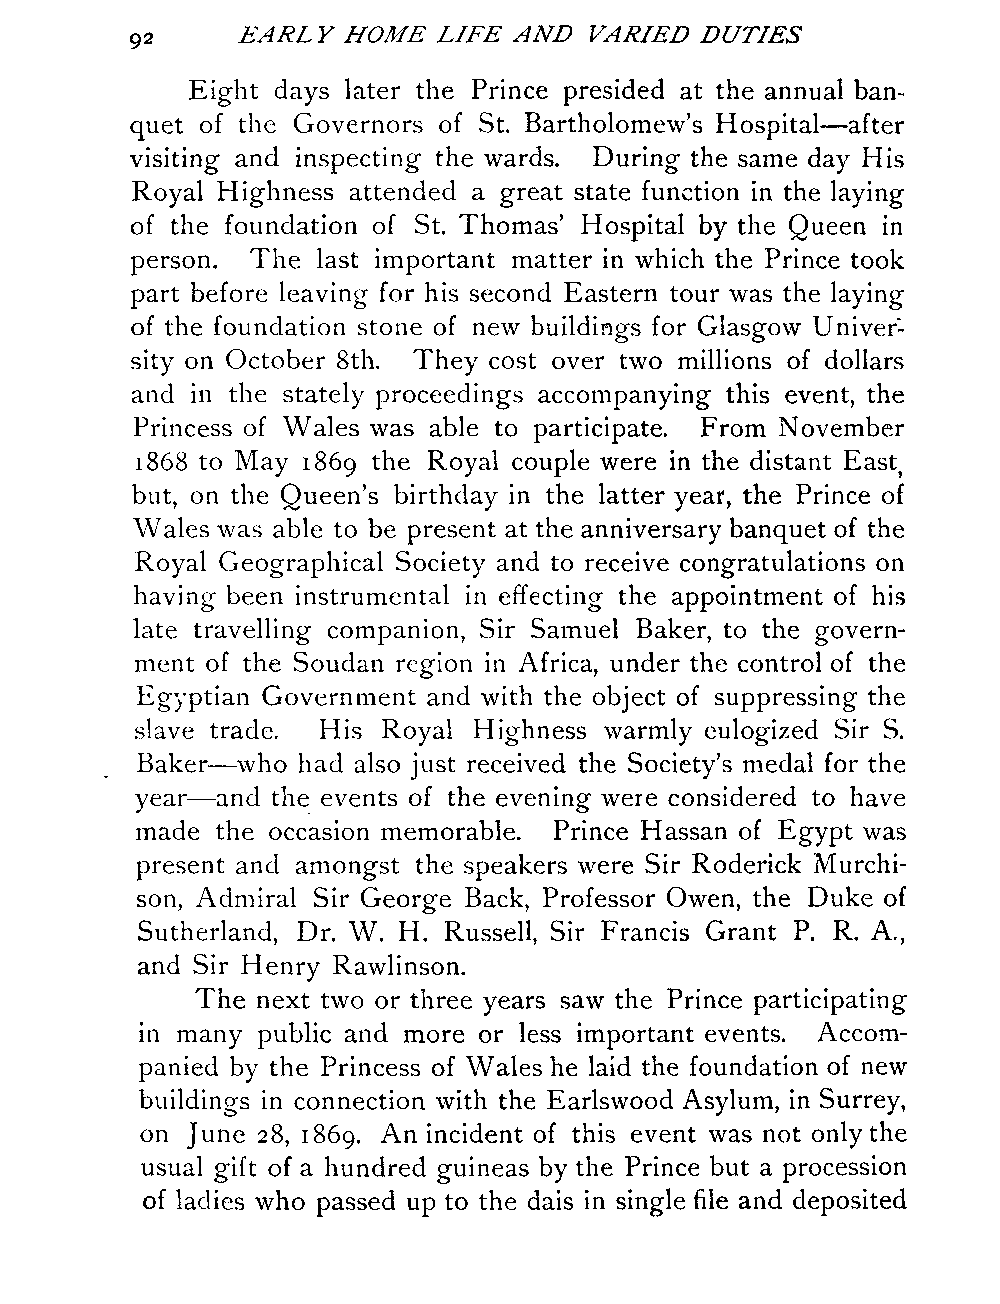 92 EARLY HOME LIFE AND VARIED DUTIES
Eight days later the Prince presided at the annual ban-
quet of the Governors of St. Bartholomew's Hospital—after
visiting and inspecting the wards. During the same day His
Royal Highness attended a great state function in the laying
of the foundation of St. Thomas' Hospital by the Queen in
person. The last important matter in which the Prince took
part before leaving for his second Eastern tour was the laying
of the foundation stone of new buildings for Glasgow Univer-
sity on October 8th. They cost over two millions of dollars
and in the stately proceedings accompanying this event, the
Princess of Wales was able to participate. From November
1868 to May 1869 the Royal couple were in the distant East,
but, on the Queen's birthday in the latter year, the Prince of
Wales was able to be present at the anniversary banquet of the
Royal Geographical Society and to receive congratulations on
having been instrumental in effecting the appointment of his
late travelling companion, Sir Samuel Baker, to the govern-
ment of the Soudan region in Africa, under the control of the
Egyptian Government and with the object of suppressing the
slave trade. His Royal Highness warmly eulogized Sir S.
Baker—who had also just received the Society's medal for the
year—and the events of the evening were considered to have
made the occasion memorable. Prince Hassan of Egypt was
present and amongst the speakers were Sir Roderick Murchi-
son, Admiral Sir George Back, Professor Owen, the Duke of
Sutherland, Dr. W. H. Russell, Sir Francis Grant P. R. A.,
and Sir Henry Rawlinson.
The next two or three years saw the Prince participating
in many public and more or less important events. Accom-
panied by the Princess of Wales he laid the foundation of new
buildings in connection with the Earlswood Asylum, in Surrey,
on June 28, 1869. An incident of this event was not only the
usual gift of a hundred guineas by the Prince but a procession
of ladies who passed up to the dais in single file and deposited